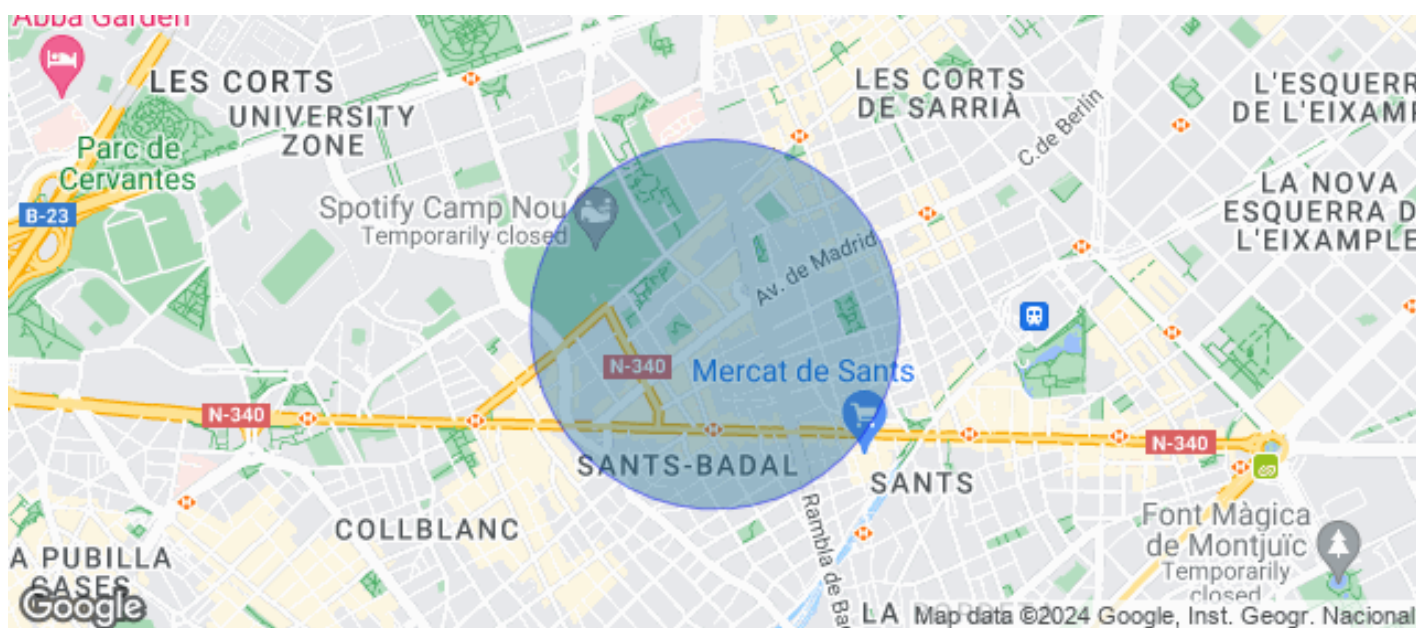 Abba Garden
LES CORTS
UNIVERSITY
ZONE
LES CORTS
DE SARRIÀ
L'ESQUERR
DE L'EIXAM
C. de Berlín
Parc de
Cervantes
B-23
Spotify Camp Nou
Temporarily closed
LA NOVA
ESQUERRA D
L'EIXAMPLE
Av. de Madrid
N-340
Mercat de Sants
N-340
N-340
SANTS-BADAL
SANTS
COLLBLANC
Rambla de Ba
Font Màgica
de Montjuïc
Temporarily
closed
A PUBILLA
CASES
Google
LA
Map data ©2024 Google, Inst. Geogr. Nacional